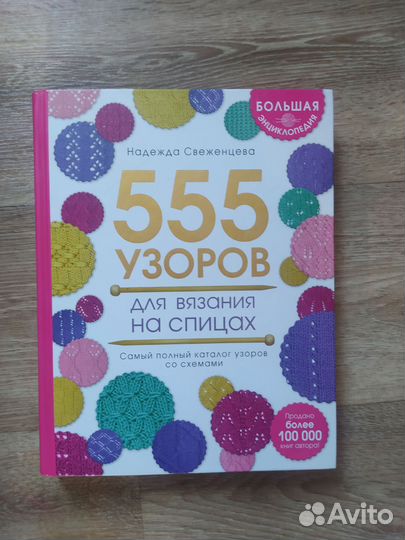 БОЛЬШАЯ
ЭНЦИКЛОПЕДИЯ
Надежда Свеженцева
555
УЗОРОВ
ДЛЯ ВЯЗАНИЯ
НА СПИЦАХ
Самый полный каталог узоров
со схемами
Продано
более
100 000
книг автора!
Avito